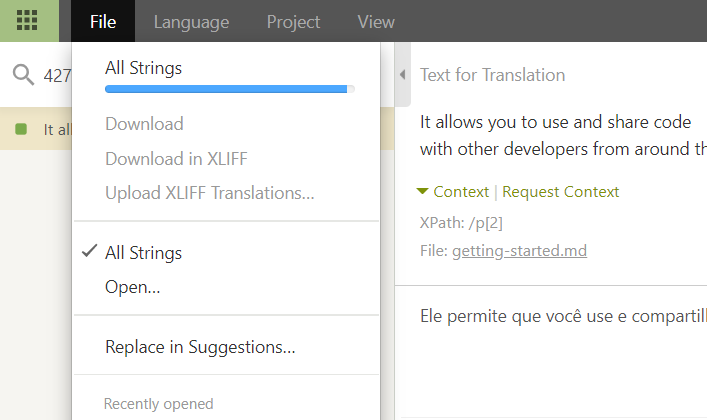 File Language Project View
427
It all
All Strings
Download
Download in XLIFF
Upload XLIFF Translations...
All Strings
Open...
Replace in Suggestions...
Recently opened
Text for Translation
It allows you to use and share code
with other developers from around th
Context | Request Context
XPath: /p[2]
File: getting-started.md
Ele permite que você use e compartill